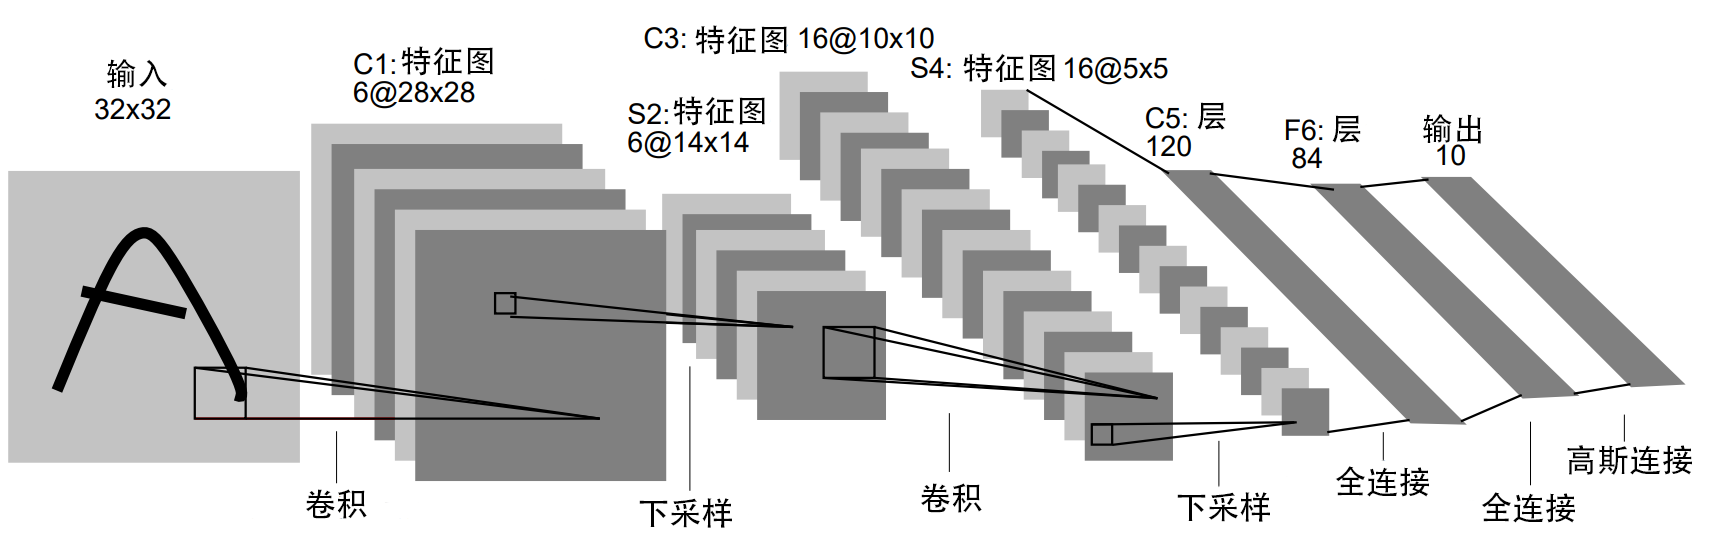 输入
32x32
C1:特征图
6@28x28
S2:特征图
6@14x14
C3: 特征图 16@10x10
S4: 特征图 16@5x5
C5: 层
120
F6: 层
84
输出
10
卷积
下采样
卷积
下采样
全连接
全连接
高斯连接